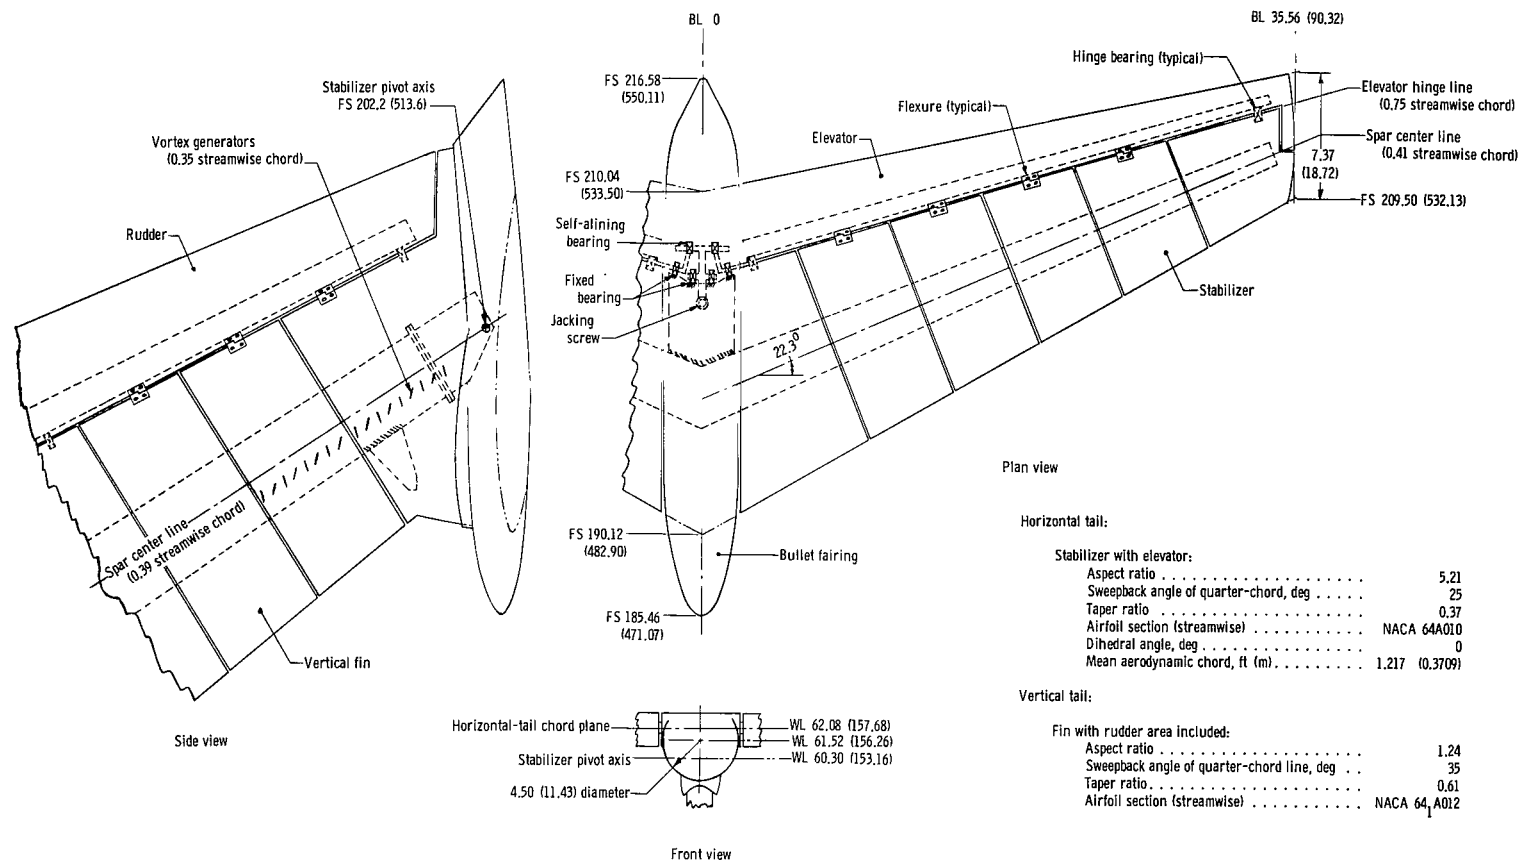 BL 0
BL 35.56 (90.32)
Stabilizer pivot axis
FS 202.2 (513.6)
Vortex generators
(0.35 streamwise chord)
Rudder
Spar center line
(0.39 streamwise chord)
Vertical fin
Side view
FS 216.58
(550.11)
FS 210.04
(533.50)
Self-alining
bearing
Fixed
bearing
Jacking
screw
FS 190.12
(482.90)
FS 185.46
(471.07)
Bullet fairing
22.3°
Elevator
Flexure (typical)
Hinge bearing (typical)
Elevator hinge line
(0.75 streamwise chord)
Spar center line
(0.41 streamwise chord)
7.37
(18.72)
FS 209.50 (532.13)
Stabilizer
Plan view
Horizontal tail:
Stabilizer with elevator:
Aspect ratio . . . . . . . . . . . . . . . . . . . 5.21
Sweepback angle of quarter-chord, deg . . . . . 25
Taper ratio . . . . . . . . . . . . . . . . . . . 0.37
Airfoil section (streamwise) . . . . . . . . . . NACA 64A010
Dihedral angle, deg . . . . . . . . . . . . . . . 0
Mean aerodynamic chord, ft (m) . . . . . . . . . 1.217 (0.3709)
Vertical tail:
Fin with rudder area included:
Aspect ratio . . . . . . . . . . . . . . . . . . . 1.24
Sweepback angle of quarter-chord line, deg . . 35
Taper ratio . . . . . . . . . . . . . . . . . . . 0.61
Airfoil section (streamwise) . . . . . . . . . . NACA 64₁A012
Horizontal-tail chord plane
WL 62.08 (157.68)
WL 61.52 (156.26)
Stabilizer pivot axis
WL 60.30 (153.16)
4.50 (11.43) diameter
Front view